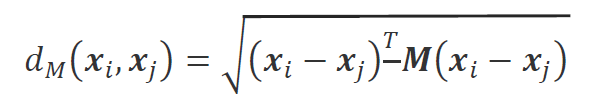 d_M(x_i, x_j) = √((x_i − x_j)^T M(x_i − x_j))